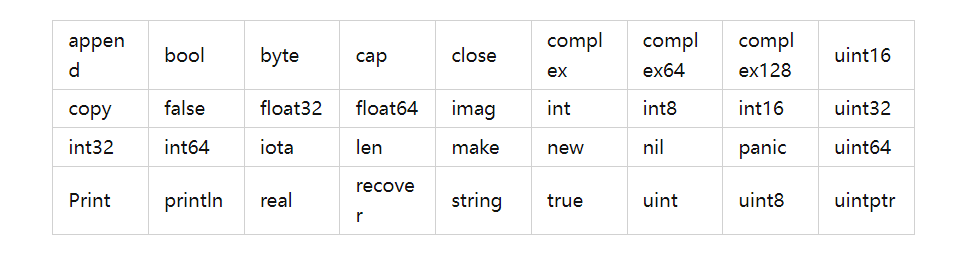 append bool byte cap close complex complex64 complex128 uint16
copy false float32 float64 imag int int8 int16 uint32
int32 int64 iota len make new nil panic uint64
Print println real recover string true uint uint8 uintptr